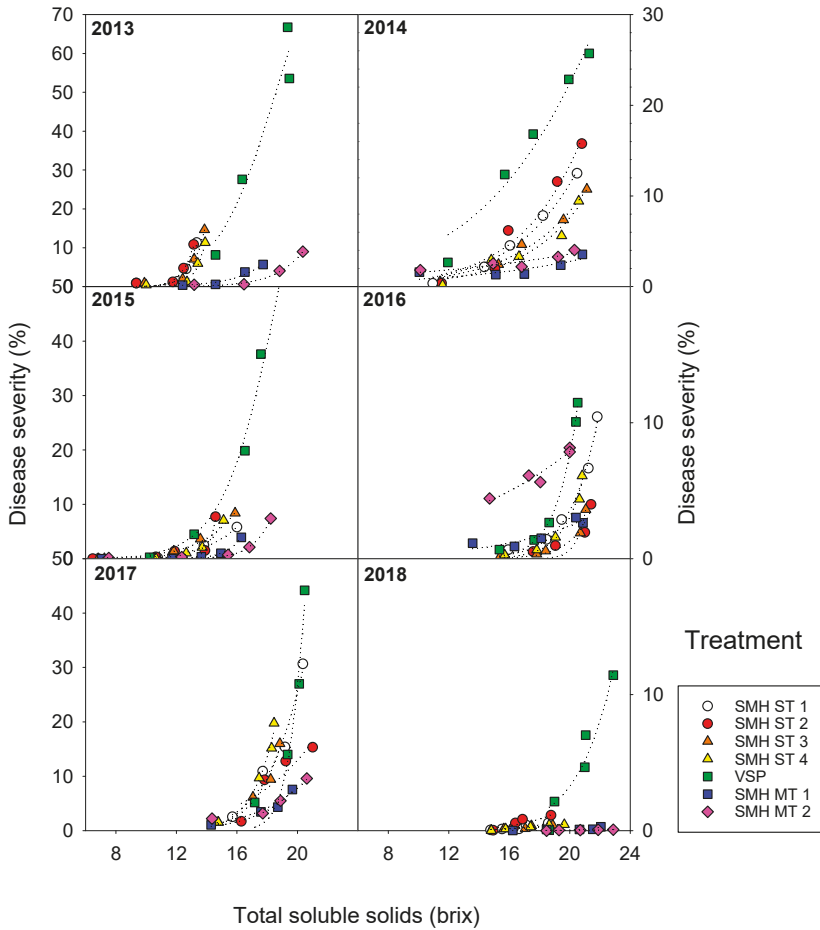 70
60
50
40
30
20
10
50
2013
2014
30
20
10
0
Disease severity (%)
Disease severity (%)
2015
2016
40
30
20
10
50
10
0
2017
2018
40
30
20
10
0
10
0
8 12 16 20
8 12 16 20 24
Total soluble solids (brix)
Treatment
SMH ST 1
SMH ST 2
SMH ST 3
SMH ST 4
VSP
SMH MT 1
SMH MT 2